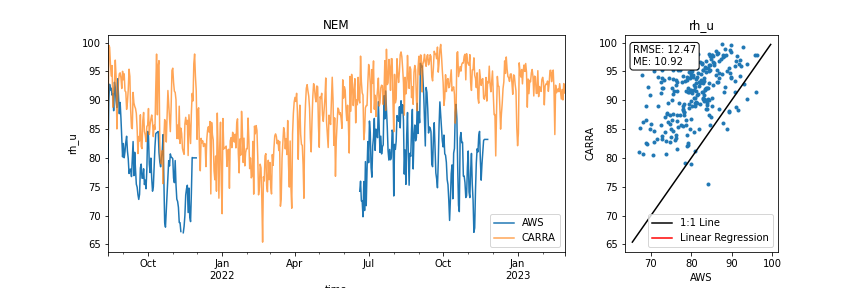 NEM
rh_u
100
95
90
85
80
75
70
65
Oct
Jan
2022
Apr
Jul
Oct
Jan
2023
time
AWS
CARRA
rh_u
CARRA
100
95
90
85
80
75
70
65
RMSE: 12.47
ME: 10.92
1:1 Line
Linear Regression
70
80
90
100
AWS